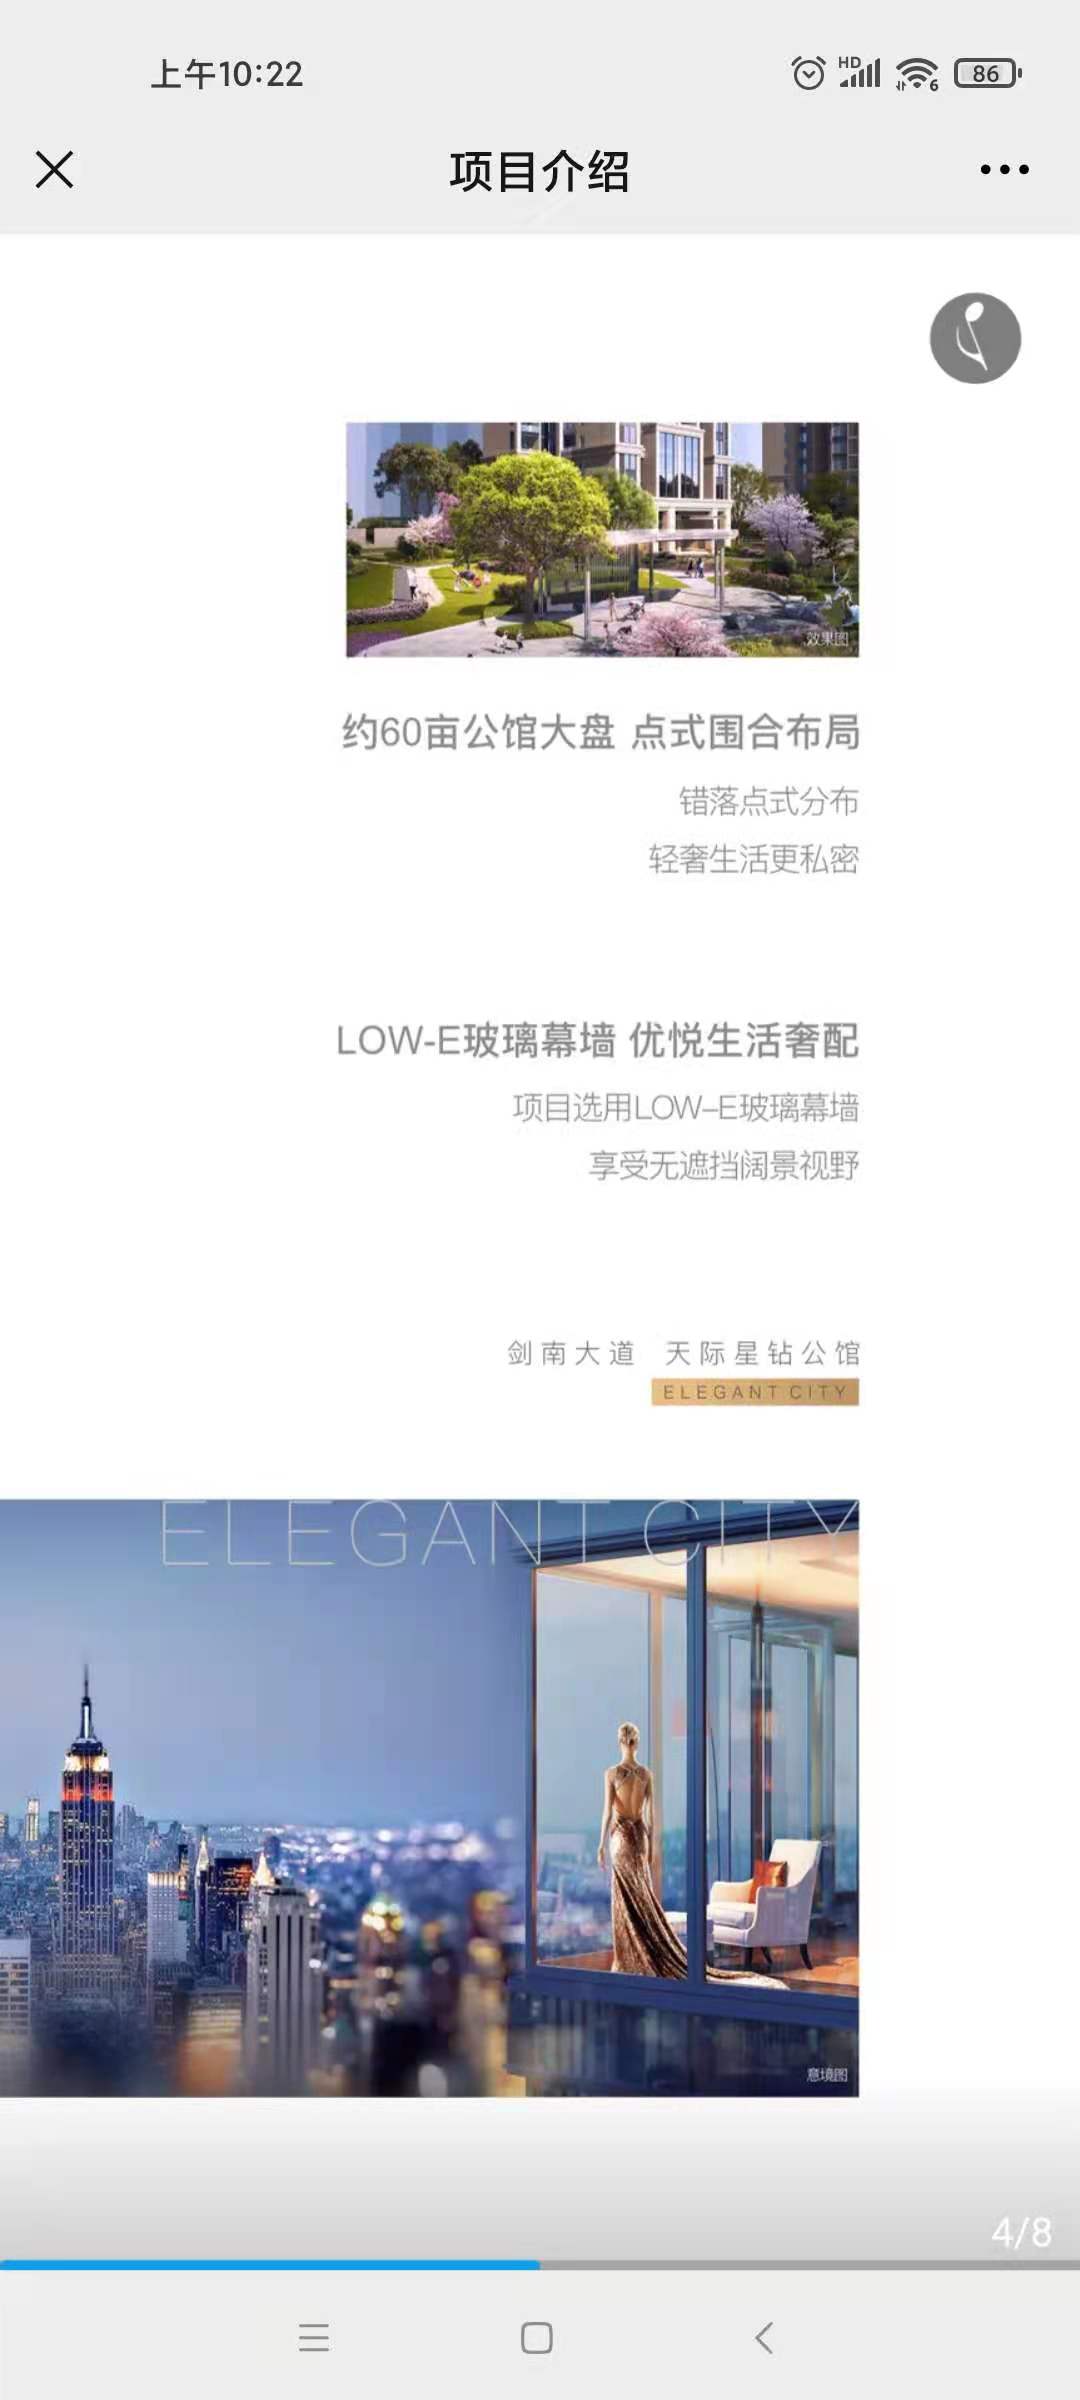 上午10:22
HD
6
86
项目介绍
效果图
约60亩公馆大盘 点式围合布局
错落点式分布
轻奢生活更私密
LOW-E玻璃幕墙 优悦生活奢配
项目选用LOW-E玻璃幕墙
享受无遮挡阔景视野
剑南大道 天际星钻公馆
ELEGANT CITY
ELEGANT CITY
意境图
4/8